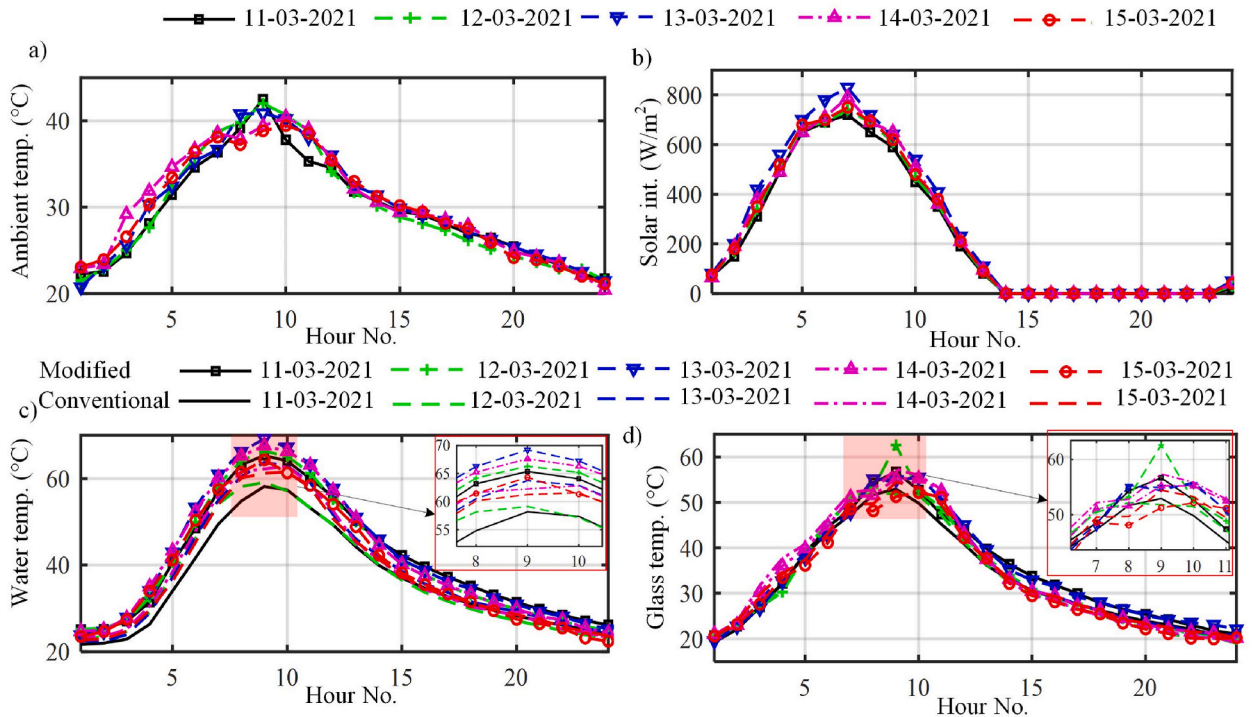 11-03-2021 12-03-2021 13-03-2021 14-03-2021 15-03-2021
a)
b)
Ambient temp. (°C)
40
30
20
5 10 15 20
Hour No.
Solar int. (W/m²)
800
600
400
200
0
5 10 15 20
Hour No.
Modified 11-03-2021 12-03-2021 13-03-2021 14-03-2021 15-03-2021
Conventional 11-03-2021 12-03-2021 13-03-2021 14-03-2021 15-03-2021
c)
d)
Water temp. (°C)
60
40
20
5 10 15 20
Hour No.
70
65
60
55
8 9 10
Glass temp. (°C)
60
50
40
30
20
5 10 15 20
Hour No.
60
50
7 8 9 10 11